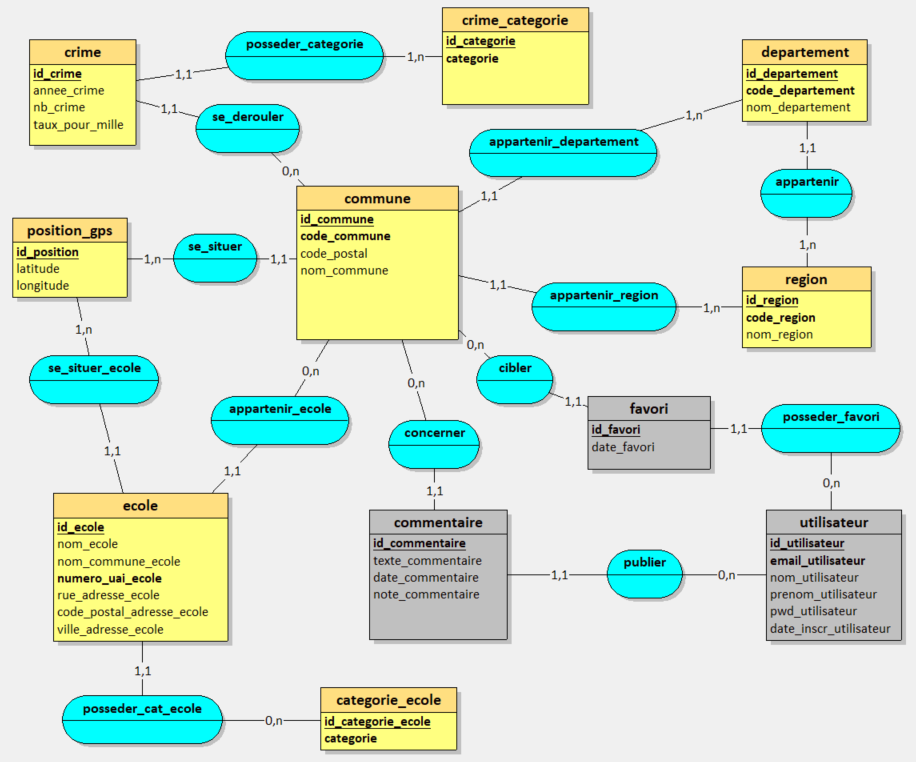 crime_categorie
id_categorie
categorie
crime
id_crime
annee_crime
nb_crime
taux_pour_mille
posseder_categorie
1,1
1,n
departement
id_departement
code_departement
nom_departement
1,1
se_derouler
0,n
appartenir_departement
1,n
1,1
1,1
appartenir
1,n
commune
id_commune
code_commune
code_postal
nom_commune
position_gps
id_position
latitude
longitude
1,n
se_situer
1,1
1,1
appartenir_region
1,n
region
id_region
code_region
nom_region
1,n
se_situer_ecole
1,1
0,n
appartenir_ecole
1,1
0,n
concerner
1,1
0,n
cibler
1,1
favori
id_favori
date_favori
1,1
posseder_favori
0,n
ecole
id_ecole
nom_ecole
nom_commune_ecole
numero_uai_ecole
rue_adresse_ecole
code_postal_adresse_ecole
ville_adresse_ecole
commentaire
id_commentaire
texte_commentaire
date_commentaire
note_commentaire
1,1
publier
0,n
utilisateur
id_utilisateur
email_utilisateur
nom_utilisateur
prenom_utilisateur
pwd_utilisateur
date_inscr_utilisateur
1,1
posseder_cat_ecole
0,n
categorie_ecole
id_categorie_ecole
categorie